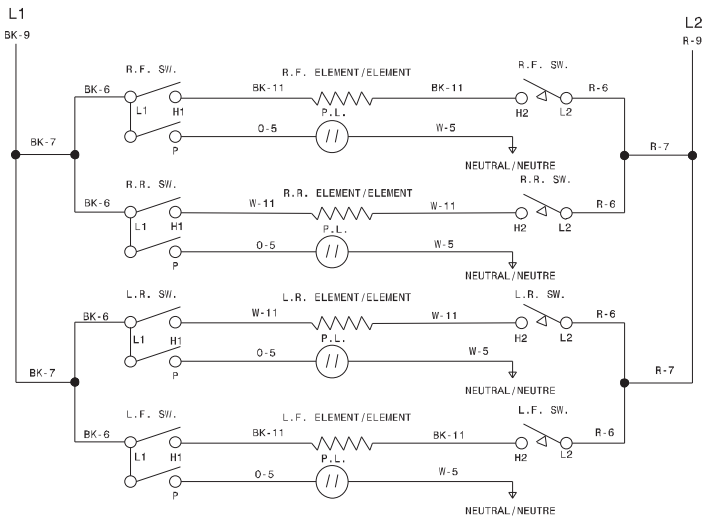 L1
L2
BK-9
R-9
R.F. SW.
R.F. ELEMENT/ELEMENT
R.F. SW.
BK-6
BK-11
BK-11
R-6
L1
H1
P.L.
H2
L2
O-5
W-5
BK-7
P
R-7
NEUTRAL/NEUTRE
R.R. SW.
R.R. ELEMENT/ELEMENT
R.R. SW.
BK-6
W-11
W-11
R-6
L1
H1
P.L.
H2
L2
O-5
W-5
P
NEUTRAL/NEUTRE
L.R. SW.
L.R. ELEMENT/ELEMENT
L.R. SW.
BK-6
W-11
W-11
R-6
L1
H1
P.L.
H2
L2
O-5
W-5
BK-7
P
R-7
NEUTRAL/NEUTRE
L.F. SW.
L.F. ELEMENT/ELEMENT
L.F. SW.
BK-6
BK-11
BK-11
R-6
L1
H1
P.L.
H2
L2
O-5
W-5
P
NEUTRAL/NEUTRE